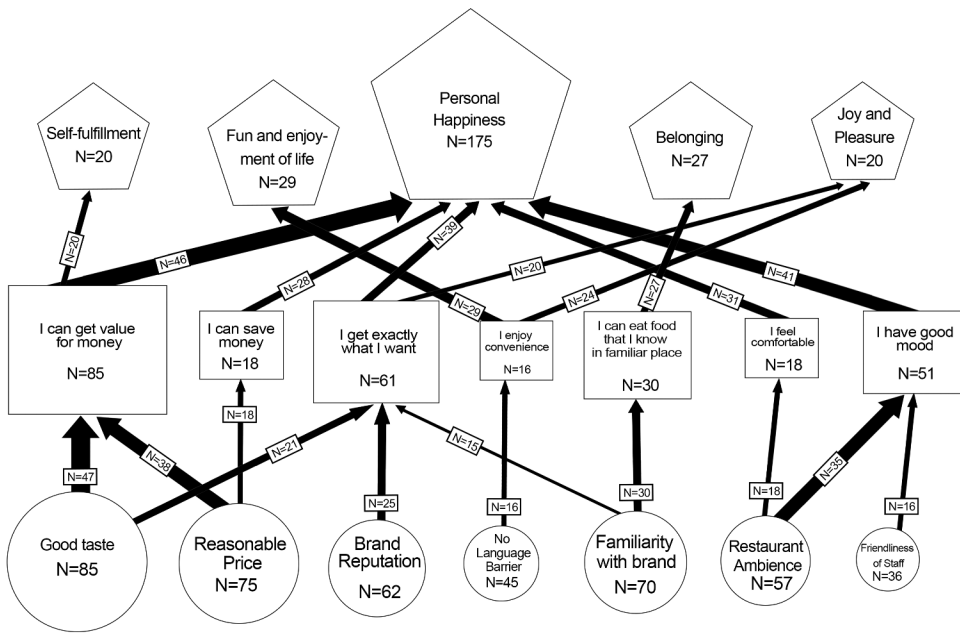 Personal
Happiness
N=175
Self-fulfillment
N=20
Fun and enjoy-
ment of life
N=29
Belonging
N=27
Joy and
Pleasure
N=20
N=20
N=46
N=28
N=39
N=20
N=29
N=24
N=27
N=31
N=41
I can get value
for money
N=85
I can save
money
N=18
I get exactly
what I want
N=61
I enjoy
convenience
N=16
I can eat food
that I know
in familiar place
N=30
I feel
comfortable
N=18
I have good
mood
N=51
N=47
N=38
N=18
N=21
N=25
N=15
N=16
N=30
N=18
N=35
N=16
Good taste
N=85
Reasonable
Price
N=75
Brand
Reputation
N=62
No
Language
Barrier
N=45
Familiarity
with brand
N=70
Restaurant
Ambience
N=57
Friendliness
of Staff
N=36